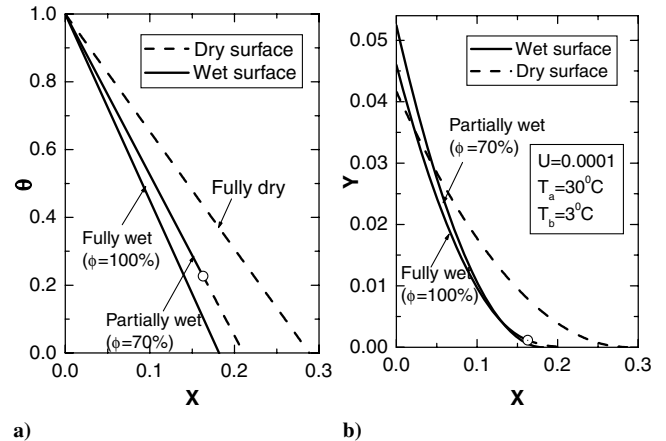 1.0
0.8
0.6
0.4
0.2
0.0
θ
Dry surface
Wet surface
Fully dry
Fully wet
(ϕ=100%)
Partially wet
(ϕ=70%)
0.0 0.1 0.2 0.3
X
a)
0.05
0.04
0.03
0.02
0.01
0.00
Y
Wet surface
Dry surface
Partially wet
(ϕ=70%)
U=0.0001
Tₐ=30⁰C
T_b=3⁰C
Fully wet
(ϕ=100%)
0.0 0.1 0.2 0.3
X
b)